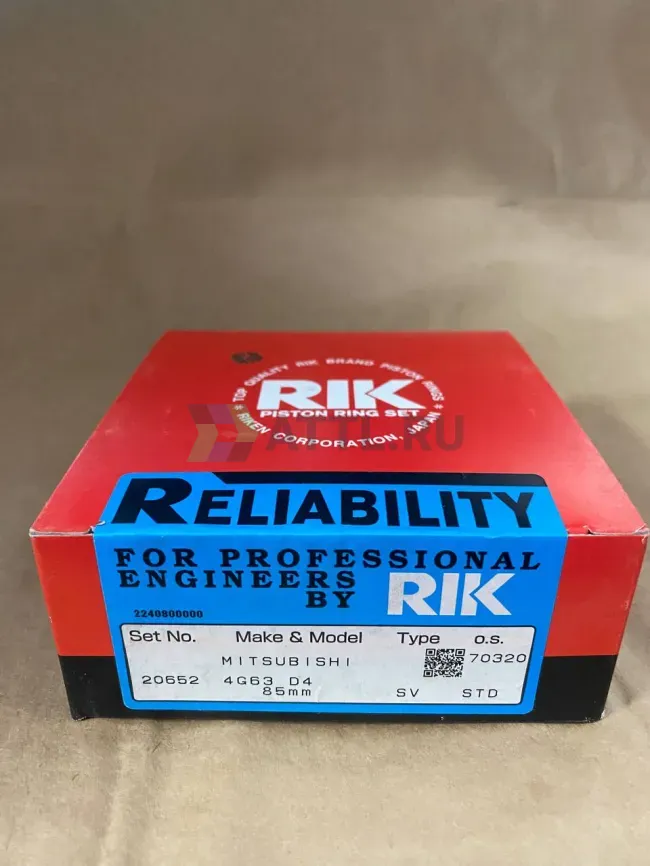 TOP QUALITY RIK BRAND PISTON RINGS
RIK
PISTON RING SET
* RIKEN CORPORATION, JAPAN *
ATTL.RU
RELIABILITY
FOR PROFESSIONAL
ENGINEERS
BY RIK
2240800000
Set No. Make & Model Type o.s.
MITSUBISHI 70320
20652 4G63 D4
85mm SV STD